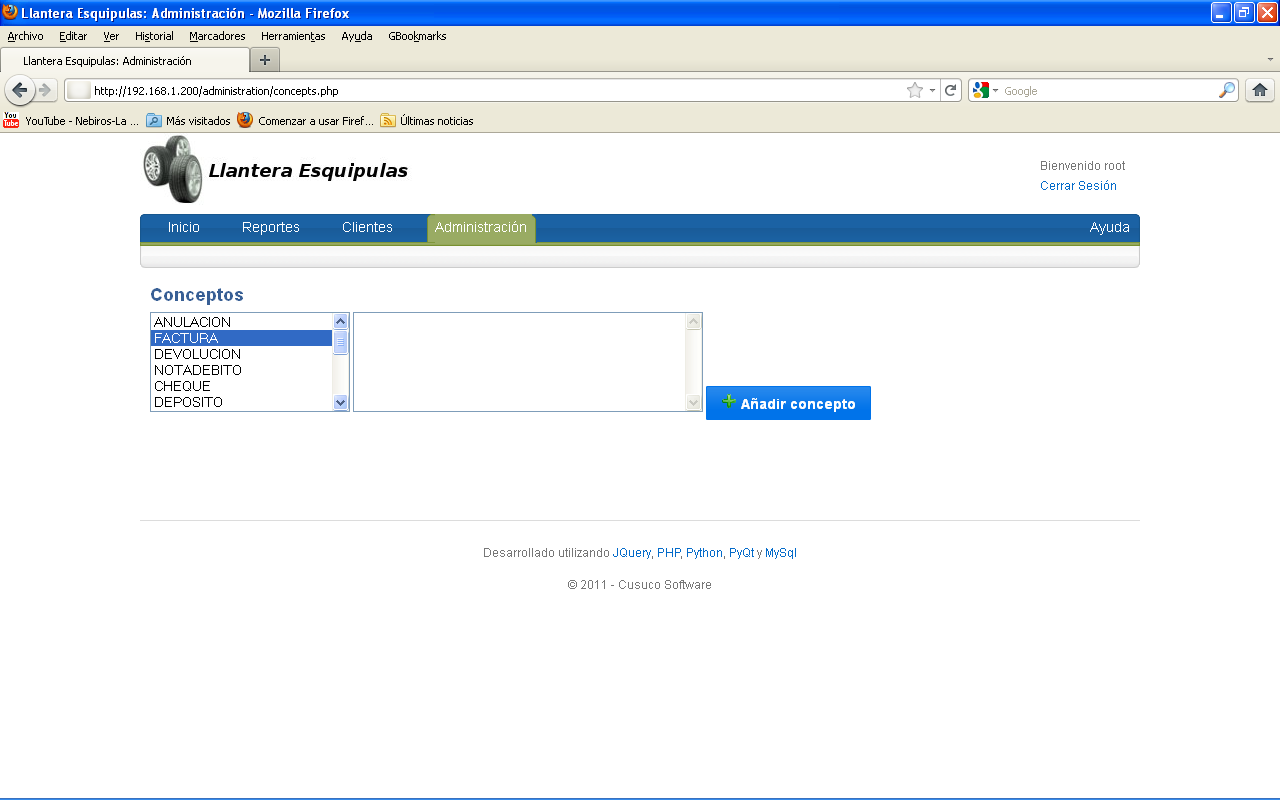 Llantera Esquipulas: Administración - Mozilla Firefox
Archivo Editar Ver Historial Marcadores Herramientas Ayuda GBookmarks
Llantera Esquipulas: Administración
http://192.168.1.200/administration/concepts.php
Google
You Tube YouTube - Nebiros-La ... Más visitados Comenzar a usar Firef... Últimas noticias
Llantera Esquipulas
Bienvenido root
Cerrar Sesión
Inicio Reportes Clientes Administración Ayuda
Conceptos
ANULACION
FACTURA
DEVOLUCION
NOTADEBITO
CHEQUE
DEPOSITO
Añadir concepto
Desarrollado utilizando JQuery, PHP, Python, PyQt y MySql
© 2011 - Cusuco Software